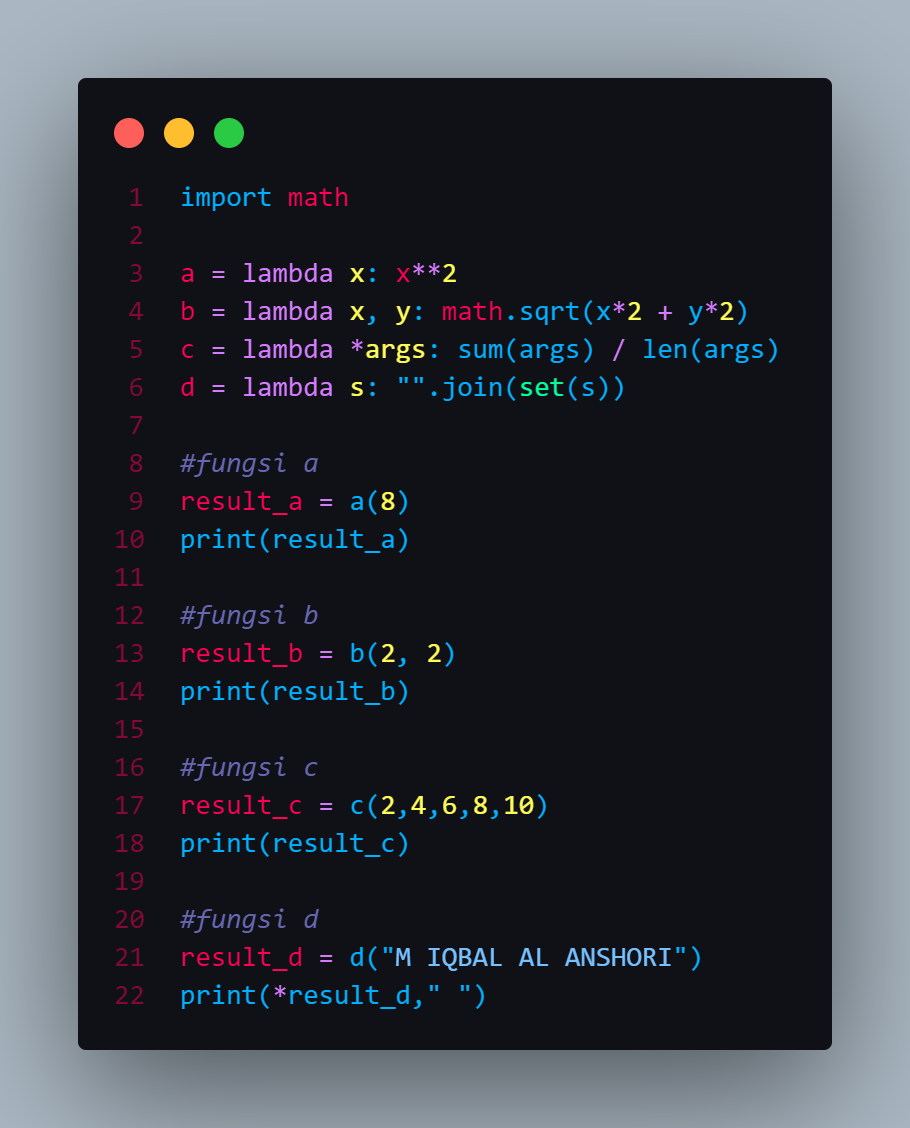 1 import math
2
3 a = lambda x: x**2
4 b = lambda x, y: math.sqrt(x*2 + y*2)
5 c = lambda *args: sum(args) / len(args)
6 d = lambda s: "".join(set(s))
7
8 #fungsi a
9 result_a = a(8)
10 print(result_a)
11
12 #fungsi b
13 result_b = b(2, 2)
14 print(result_b)
15
16 #fungsi c
17 result_c = c(2,4,6,8,10)
18 print(result_c)
19
20 #fungsi d
21 result_d = d("M IQBAL AL ANSHORI")
22 print(*result_d," ")